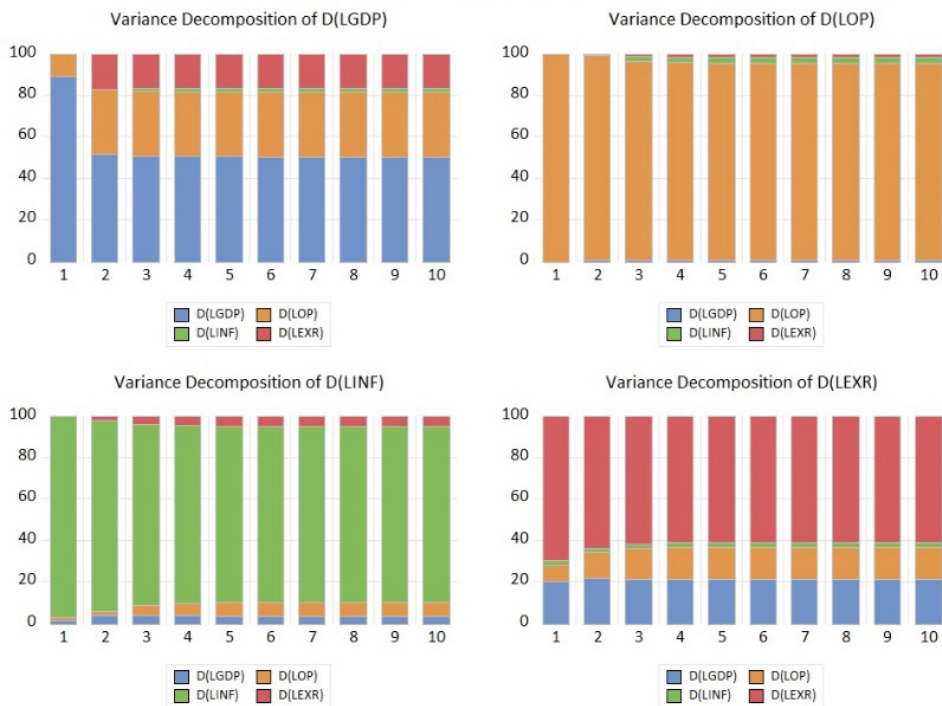 Variance Decomposition of D(LGDP)
100
80
60
40
20
0
1 2 3 4 5 6 7 8 9 10
D(LGDP) D(LOP)
D(LINF) D(LEXR)
Variance Decomposition of D(LOP)
100
80
60
40
20
0
1 2 3 4 5 6 7 8 9 10
D(LGDP) D(LOP)
D(LINF) D(LEXR)
Variance Decomposition of D(LINF)
100
80
60
40
20
0
1 2 3 4 5 6 7 8 9 10
D(LGDP) D(LOP)
D(LINF) D(LEXR)
Variance Decomposition of D(LEXR)
100
80
60
40
20
0
1 2 3 4 5 6 7 8 9 10
D(LGDP) D(LOP)
D(LINF) D(LEXR)